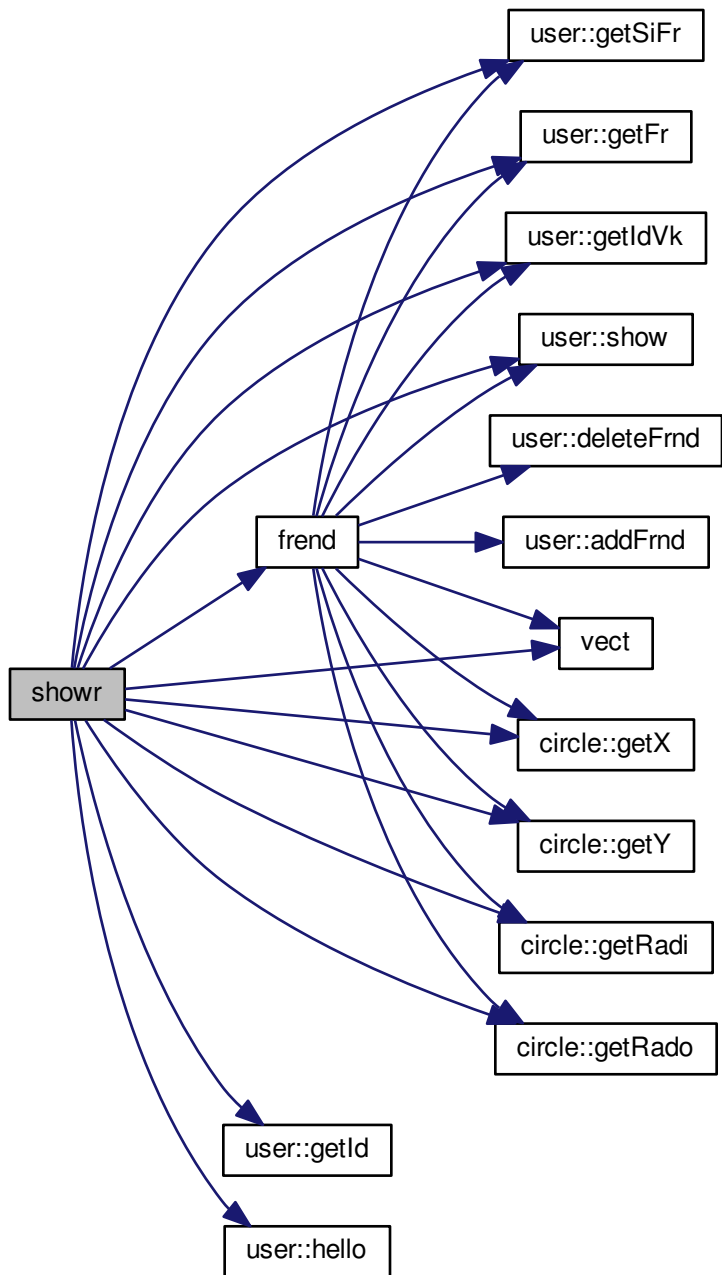 user::getSiFr
user::getFr
user::getIdVk
user::show
user::deleteFrnd
frend
user::addFrnd
vect
showr
circle::getX
circle::getY
circle::getRadi
circle::getRado
user::getId
user::hello